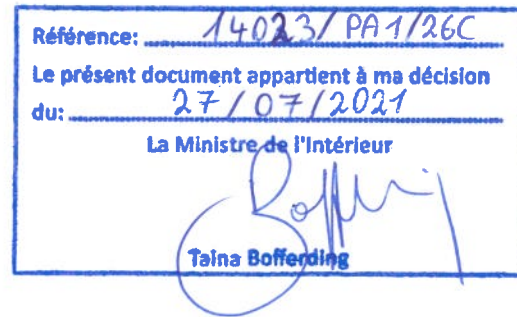 Référence: 14023/PA1/26C
Le présent document appartient à ma décision
du: 27/07/2021
La Ministre de l'Intérieur
Taina Bofferding